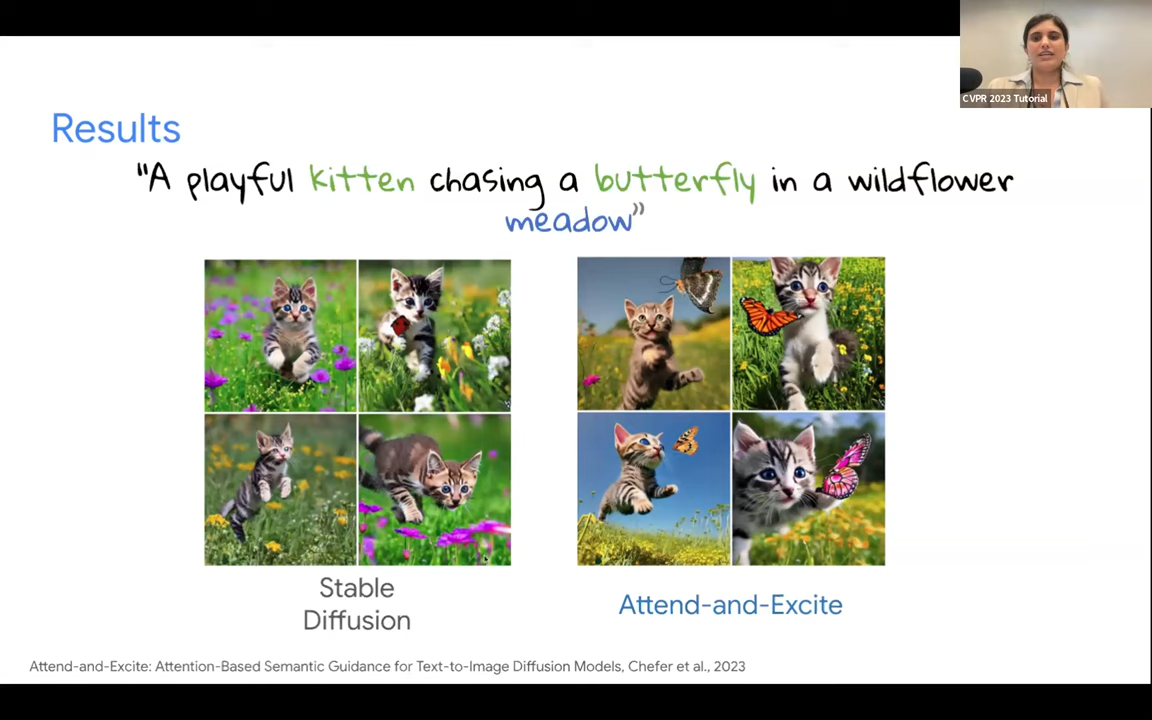 CVPR 2023 Tutorial
Results
"A playful kitten chasing a butterfly in a wildflower
meadow"
Stable
Diffusion
Attend-and-Excite
Attend-and-Excite: Attention-Based Semantic Guidance for Text-to-Image Diffusion Models, Chefer et al., 2023